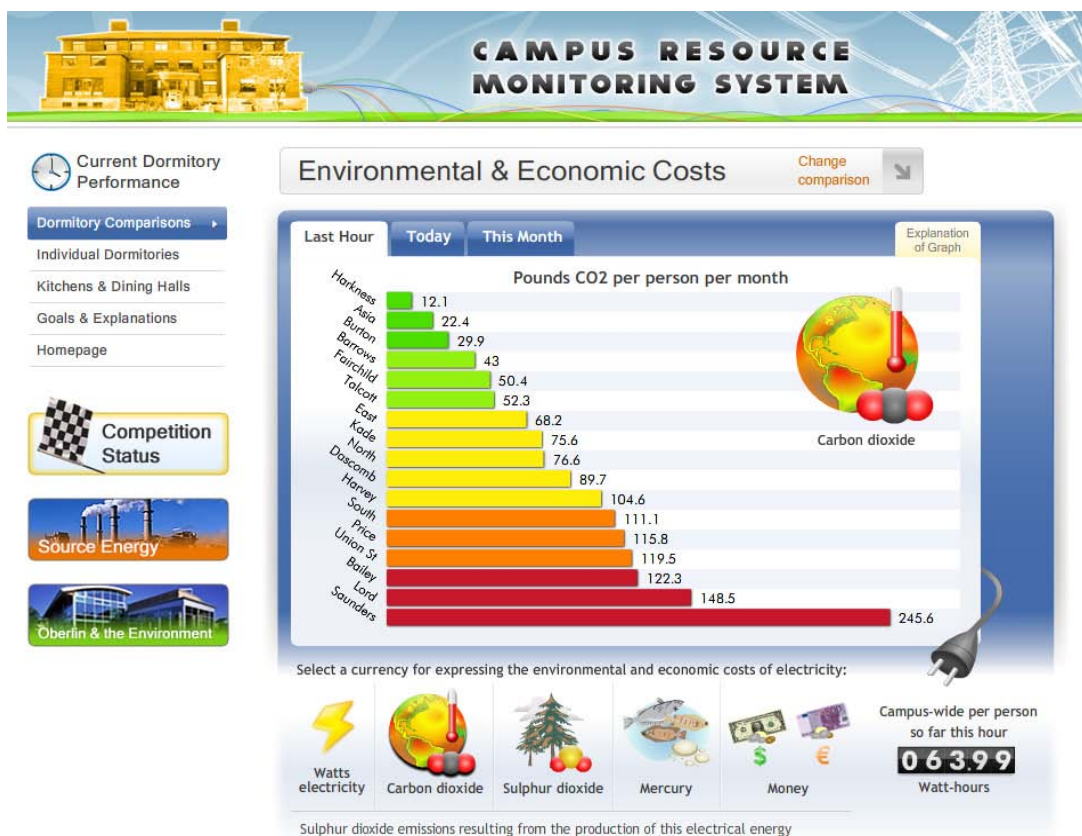 CAMPUS RESOURCE
MONITORING SYSTEM
Current Dormitory
Performance
Dormitory Comparisons
Individual Dormitories
Kitchens & Dining Halls
Goals & Explanations
Homepage
Competition
Status
Source Energy
Oberlin & the Environment
Environmental & Economic Costs
Change
comparison
Last Hour
Today
This Month
Explanation
of Graph
Pounds CO2 per person per month
Harkness 12.1
Asia 22.4
Burton 29.9
Barrows 43
Fairchild 50.4
Talcott 52.3
East 68.2
Kade 75.6
North 76.6
Dascomb 89.7
Harvey 104.6
South 111.1
Price 115.8
Union St 119.5
Bailey 122.3
Lord 148.5
Saunders 245.6
Carbon dioxide
Select a currency for expressing the environmental and economic costs of electricity:
Watts
electricity
Carbon dioxide
Sulphur dioxide
Mercury
$ €
Money
Campus-wide per person
so far this hour
063.99
Watt-hours
Sulphur dioxide emissions resulting from the production of this electrical energy